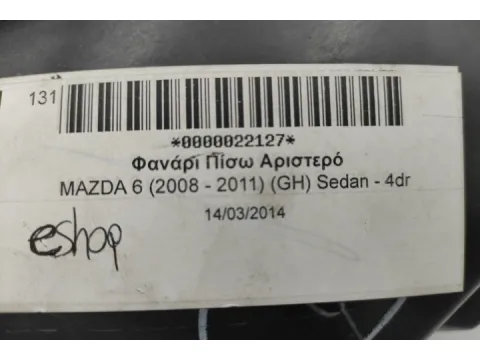 131
*0000022127*
Φανάρι Πίσω Αριστερό
MAZDA 6 (2008 - 2011) (GH) Sedan - 4dr
14/03/2014
eshop